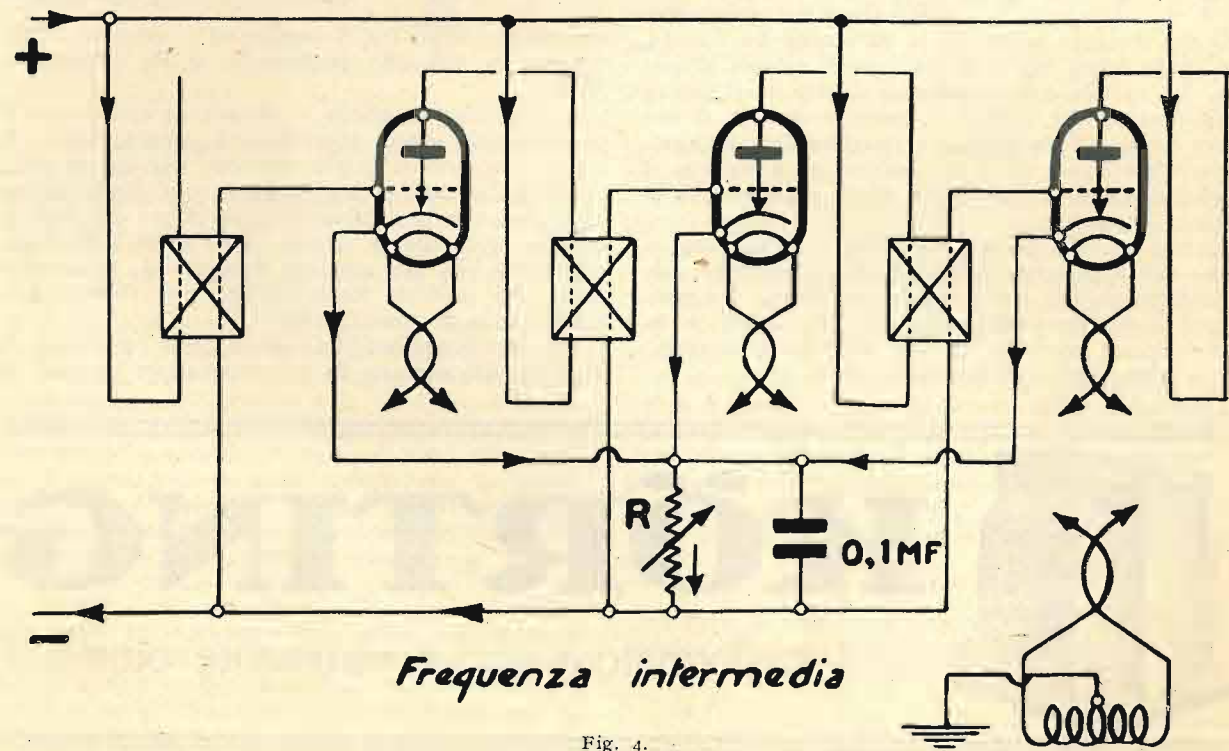 +
R
0,1MF
−
Frequenza intermedia
Fig. 4.